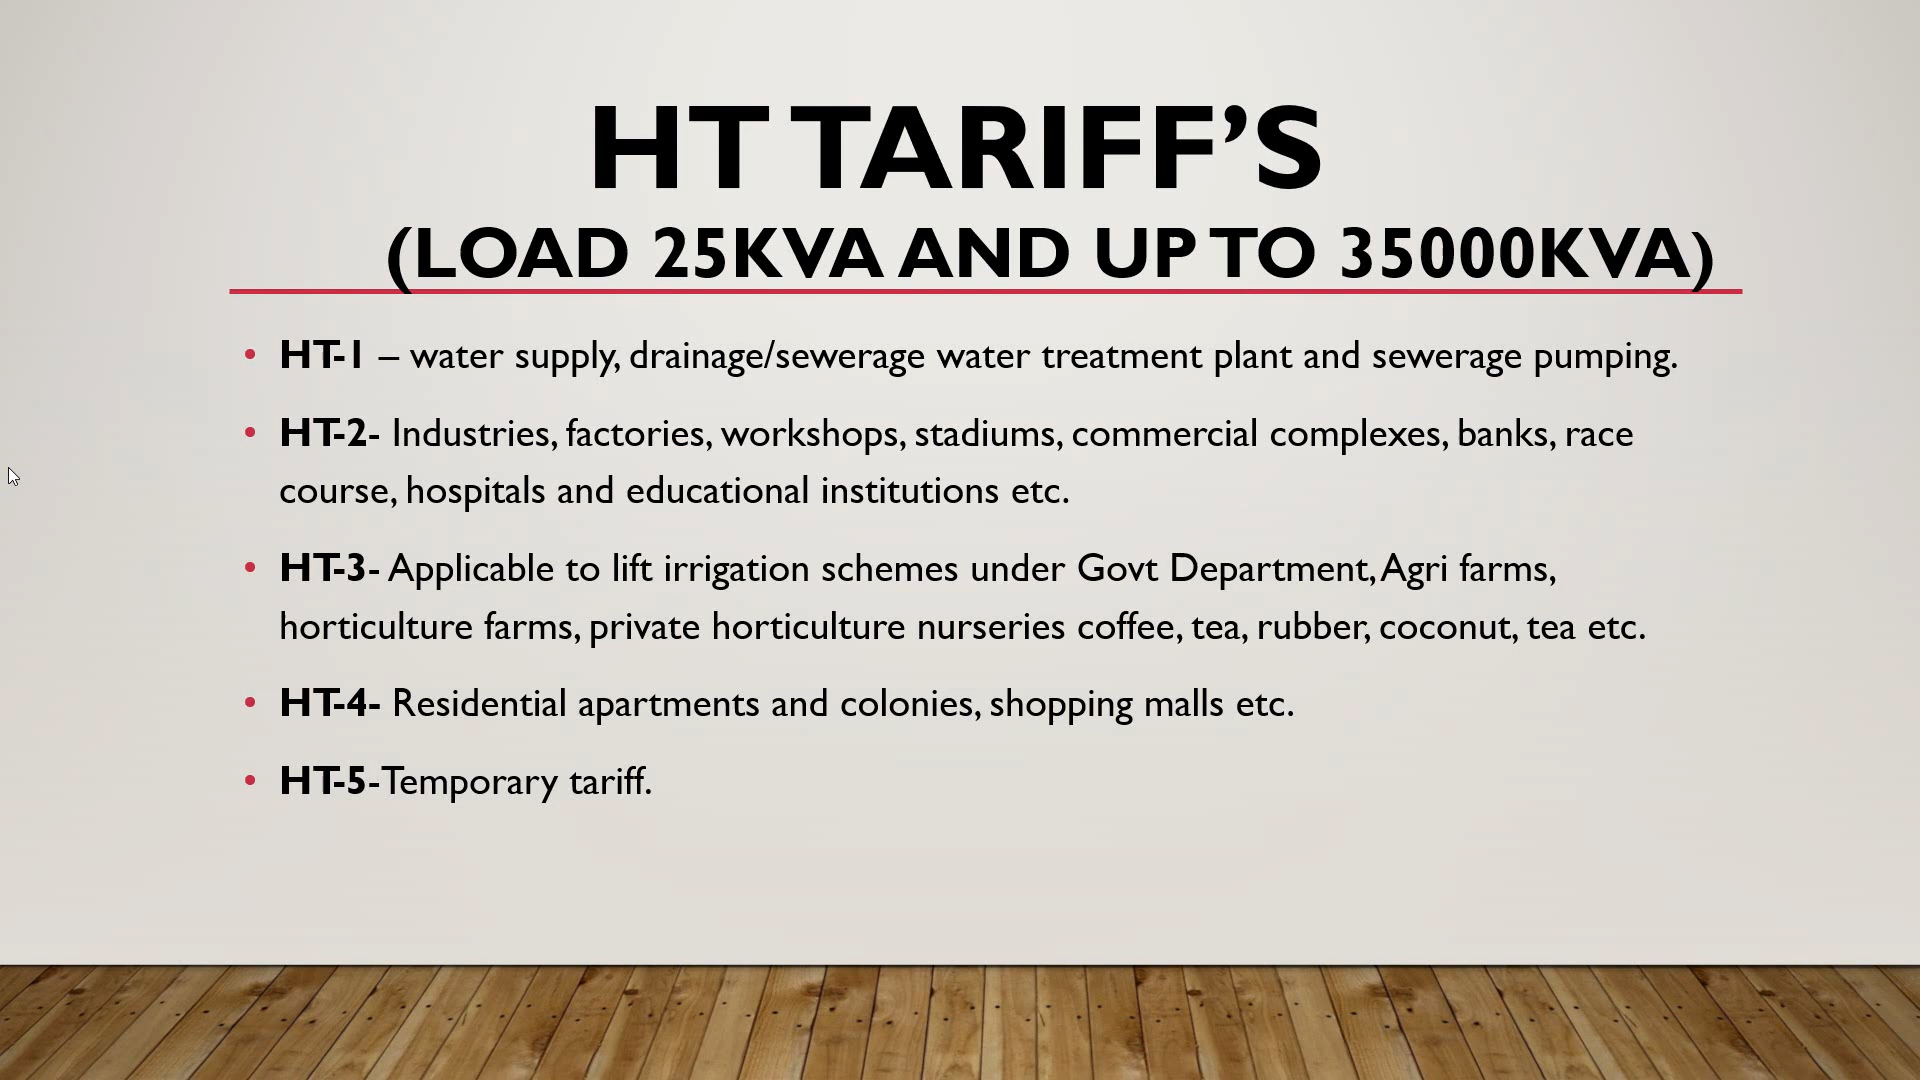 HT TARIFF’S
(LOAD 25KVA AND UP TO 35000KVA)
• HT-1 – water supply, drainage/sewerage water treatment plant and sewerage pumping.
• HT-2- Industries, factories, workshops, stadiums, commercial complexes, banks, race
course, hospitals and educational institutions etc.
• HT-3- Applicable to lift irrigation schemes under Govt Department, Agri farms,
horticulture farms, private horticulture nurseries coffee, tea, rubber, coconut, tea etc.
• HT-4- Residential apartments and colonies, shopping malls etc.
• HT-5-Temporary tariff.